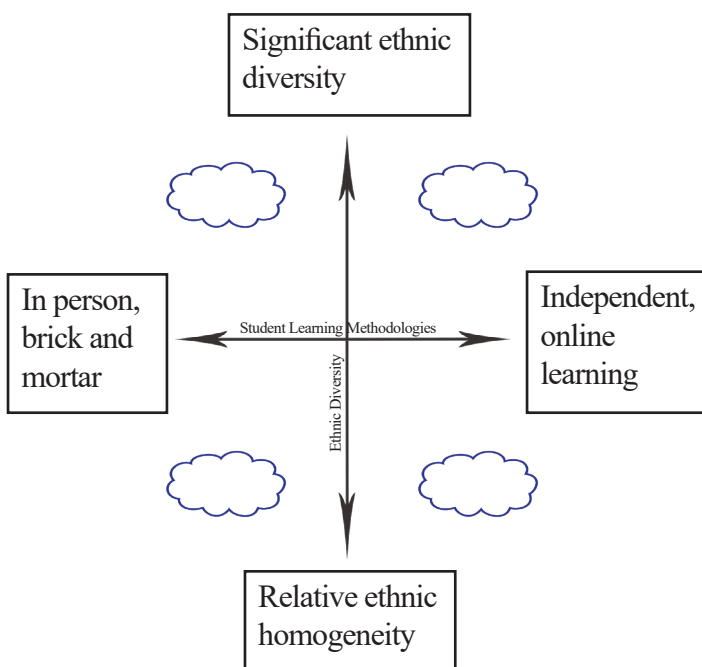 Significant ethnic
diversity
In person,
brick and
mortar
Student Learning Methodologies
Ethnic Diversity
Independent,
online
learning
Relative ethnic
homogeneity